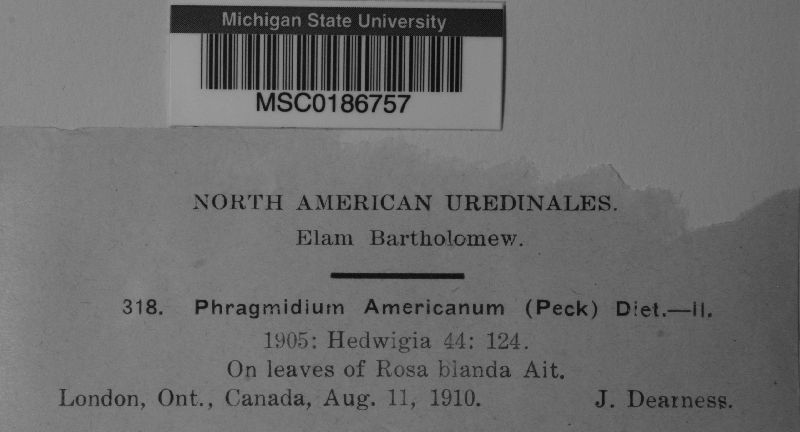 Michigan State University
MSC0186757
NORTH AMERICAN UREDINALES.
Elam Bartholomew.
318. Phragmidium Americanum (Peck) Diet.—II.
1905: Hedwigia 44: 124.
On leaves of Rosa blanda Ait.
London, Ont., Canada, Aug. 11, 1910. J. Dearness.